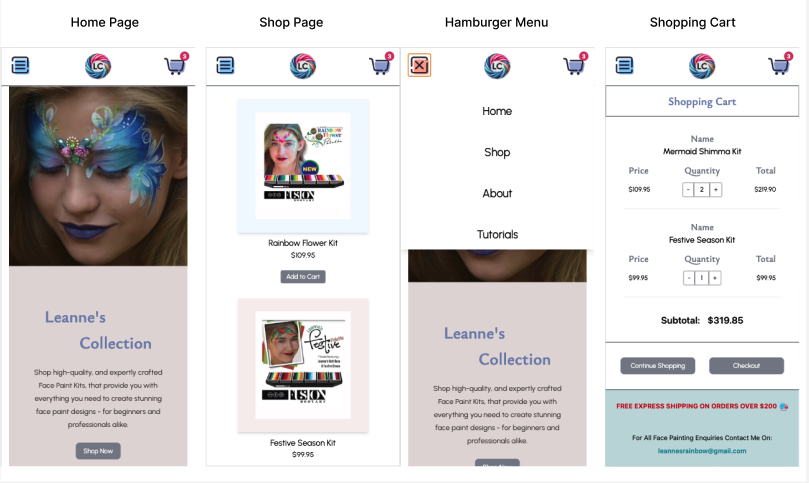 Home Page
Shop Page
Hamburger Menu
Shopping Cart
LC
3
Leanne's
Collection
Shop high-quality, and expertly crafted
Face Paint Kits, that provide you with
everything you need to create stunning
face paint designs - for beginners and
professionals alike.
Shop Now
LC
3
RAINBOW
Flower
NEW
FUSION
BODY ART
Rainbow Flower Kit
$109.95
Add to Cart
Festive
FUSION
BODY ART
Festive Season Kit
$99.95
LC
3
Home
Shop
About
Tutorials
Leanne's
Collection
Shop high-quality, and expertly crafted
Face Paint Kits, that provide you with
everything you need to create stunning
face paint designs - for beginners and
professionals alike.
Shop Now
LC
3
Shopping Cart
Name
Mermaid Shimma Kit
Price Quantity Total
$109.95 - 2 + $219.90
Name
Festive Season Kit
Price Quantity Total
$99.95 - 1 + $99.95
Subtotal: $319.85
Continue Shopping Checkout
FREE EXPRESS SHIPPING ON ORDERS OVER $200
For All Face Painting Enquiries Contact Me On:
leannesrainbow@gmail.com